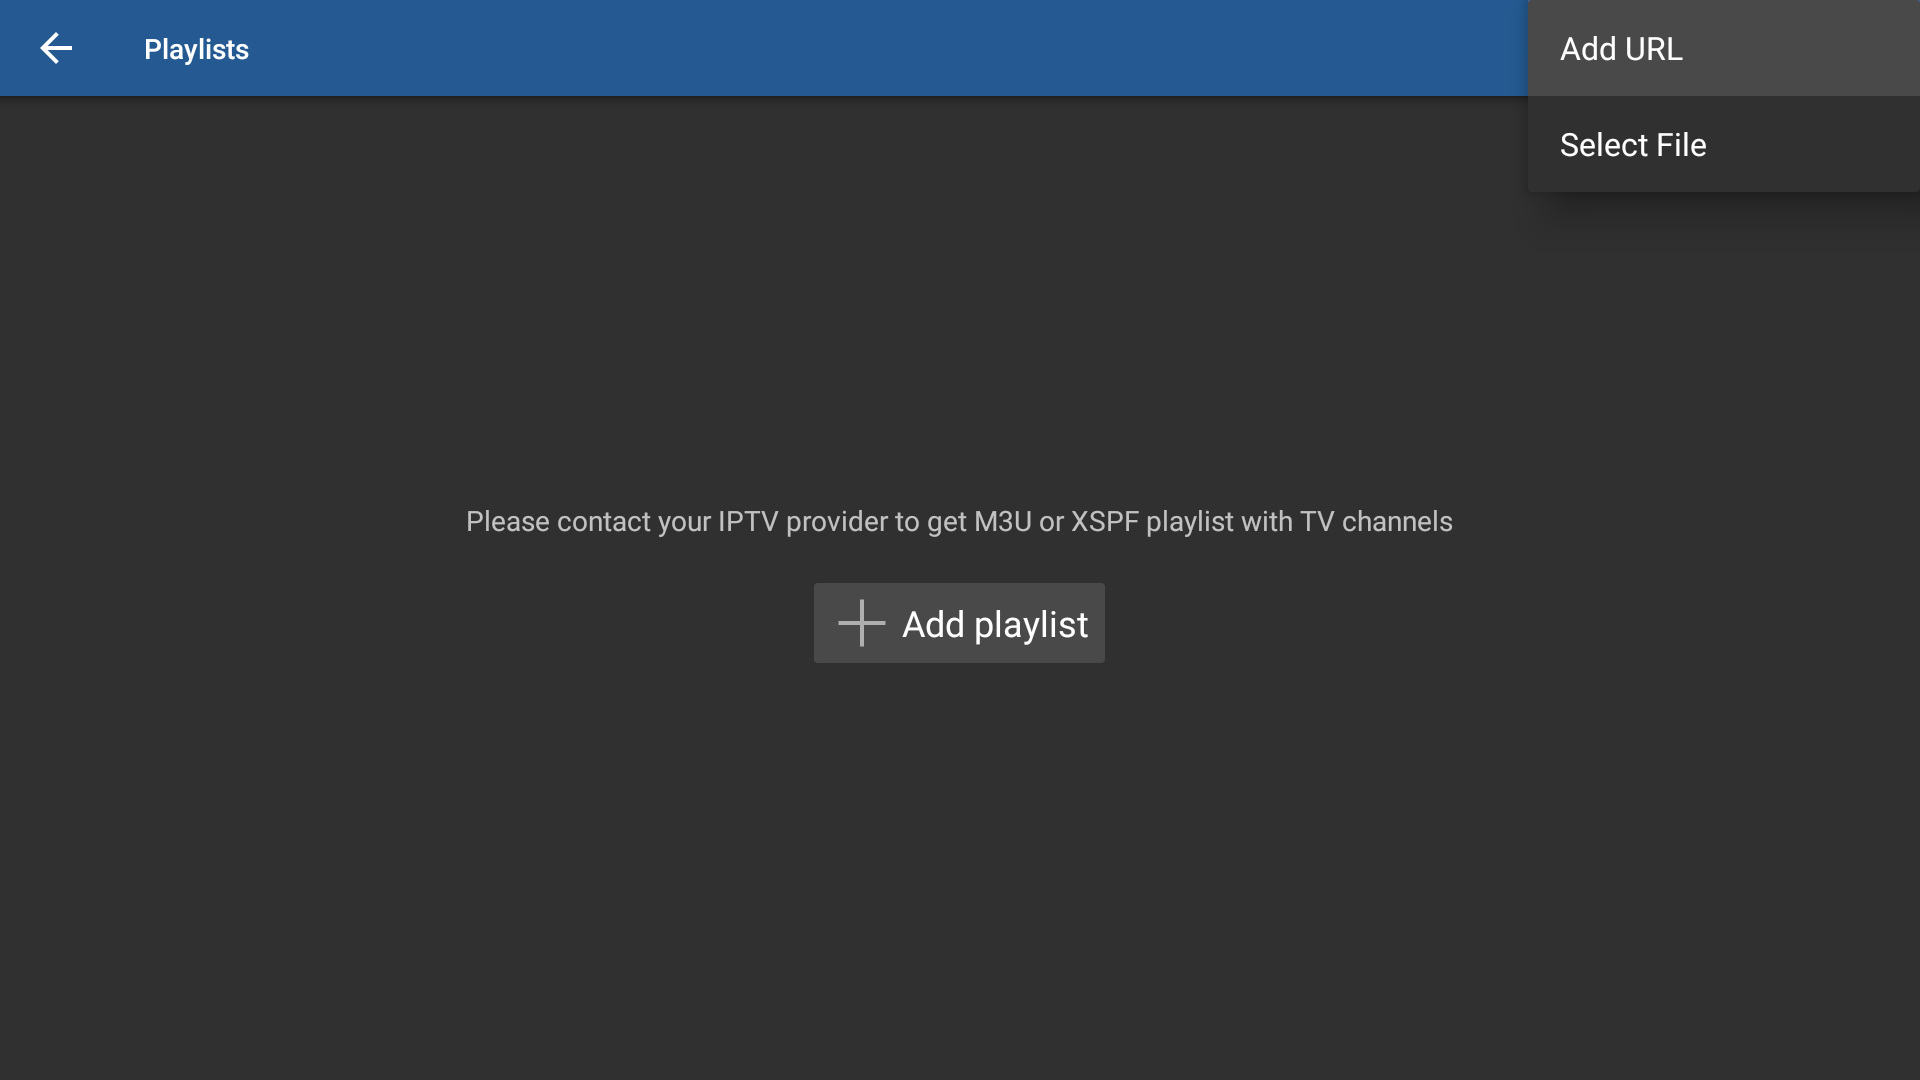 Playlists
Add URL
Select File
Please contact your IPTV provider to get M3U or XSPF playlist with TV channels
Add playlist